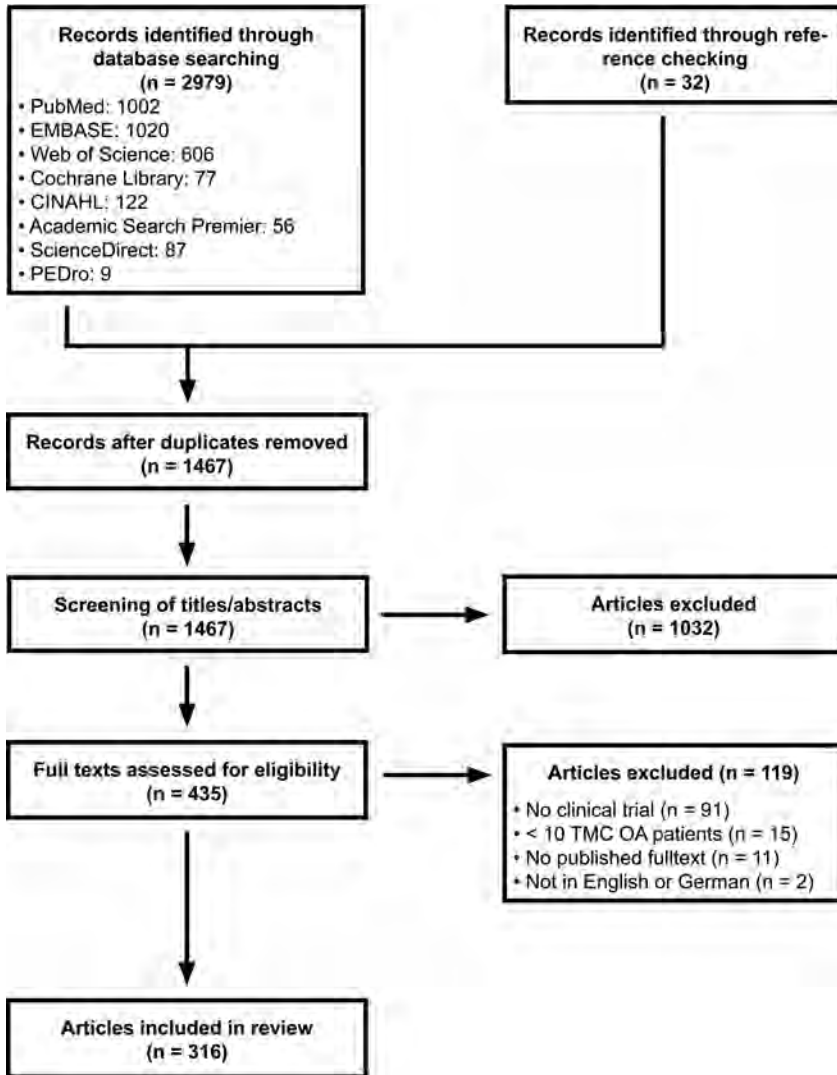 Records identified through
database searching
(n = 2979)
• PubMed: 1002
• EMBASE: 1020
• Web of Science: 606
• Cochrane Library: 77
• CINAHL: 122
• Academic Search Premier: 56
• ScienceDirect: 87
• PEDro: 9
Records identified through refe-
rence checking
(n = 32)
Records after duplicates removed
(n = 1467)
Screening of titles/abstracts
(n = 1467)
Articles excluded
(n = 1032)
Full texts assessed for eligibility
(n = 435)
Articles excluded (n = 119)
• No clinical trial (n = 91)
• < 10 TMC OA patients (n = 15)
• No published fulltext (n = 11)
• Not in English or German (n = 2)
Articles included in review
(n = 316)